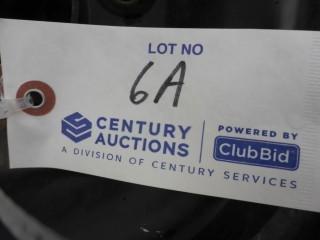 LOT NO
6A
CENTURY AUCTIONS
POWERED BY
ClubBid
A DIVISION OF CENTURY SERVICES